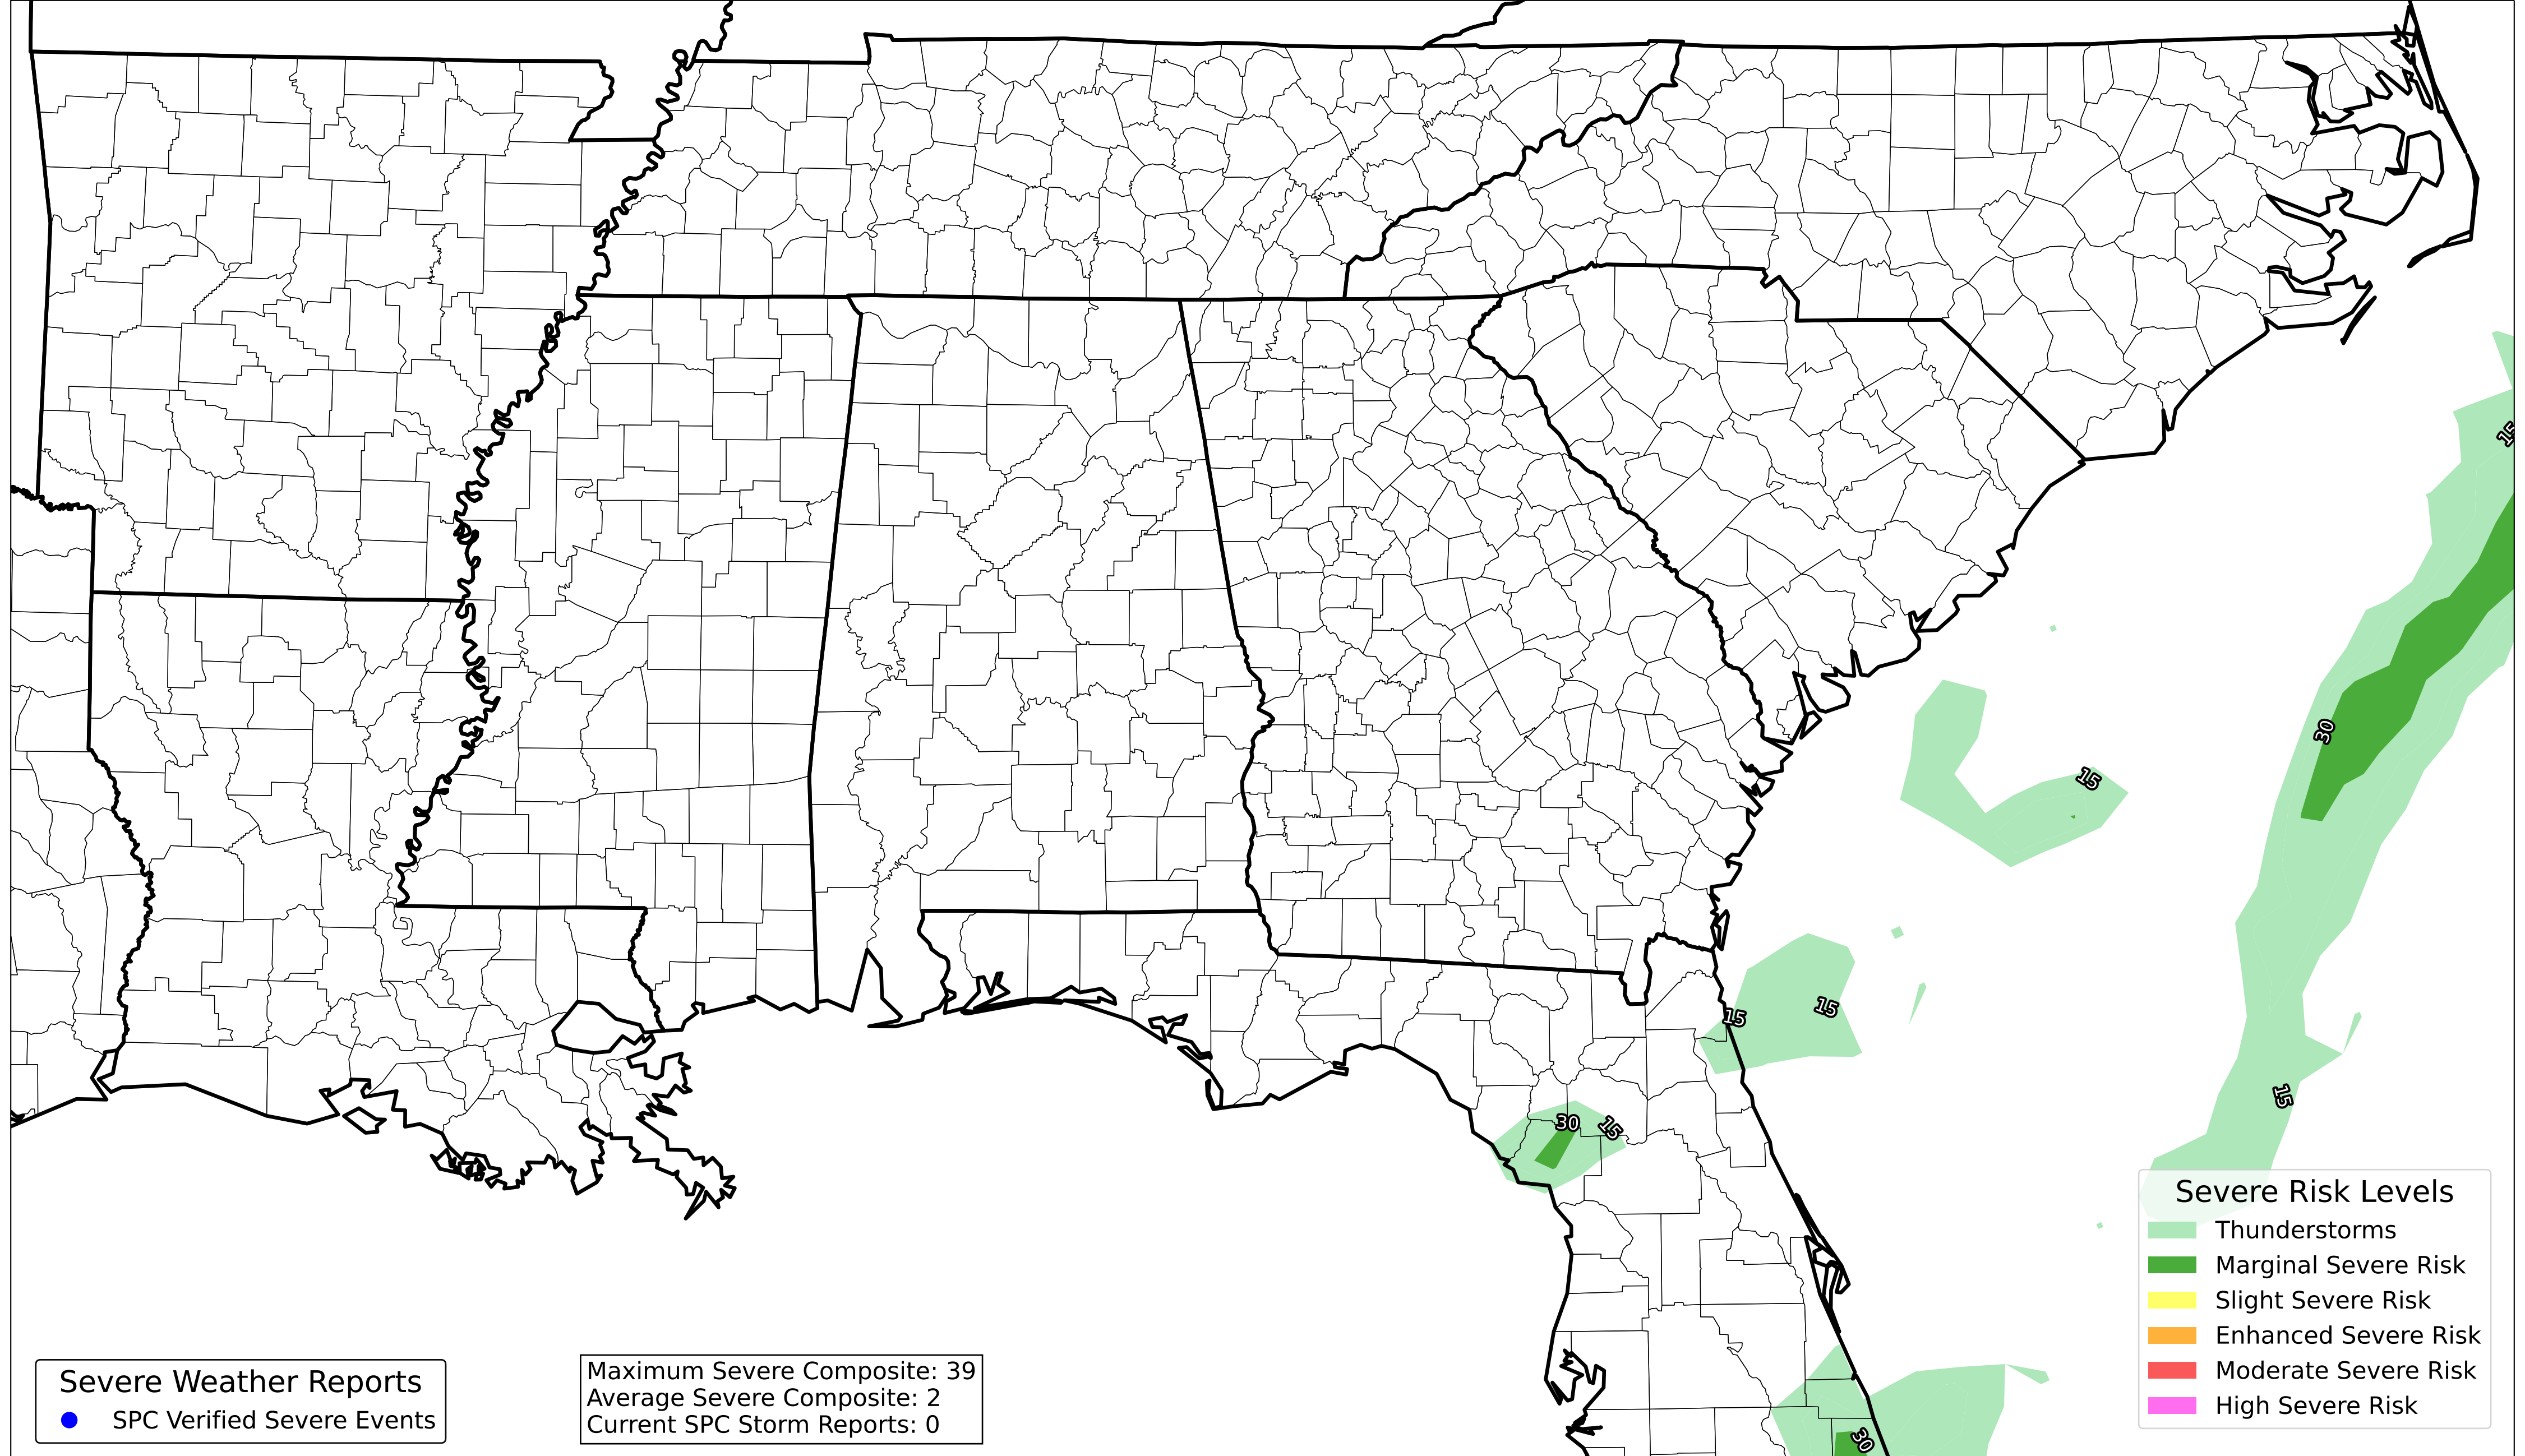 15
30
15
15
15
30
15
15
30
Severe Risk Levels
Thunderstorms
Marginal Severe Risk
Slight Severe Risk
Enhanced Severe Risk
Moderate Severe Risk
High Severe Risk
Severe Weather Reports
SPC Verified Severe Events
Maximum Severe Composite: 39
Average Severe Composite: 2
Current SPC Storm Reports: 0